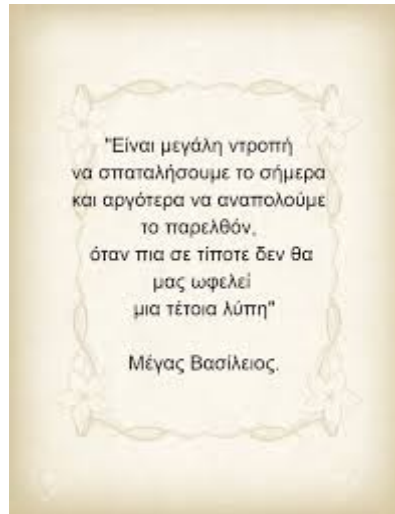 "Είναι μεγάλη ντροπή
να σπαταλήσουμε το σήμερα
και αργότερα να αναπολούμε
το παρελθόν,
όταν πια σε τίποτε δεν θα
μας ωφελεί
μια τέτοια λύπη"
Μέγας Βασίλειος.